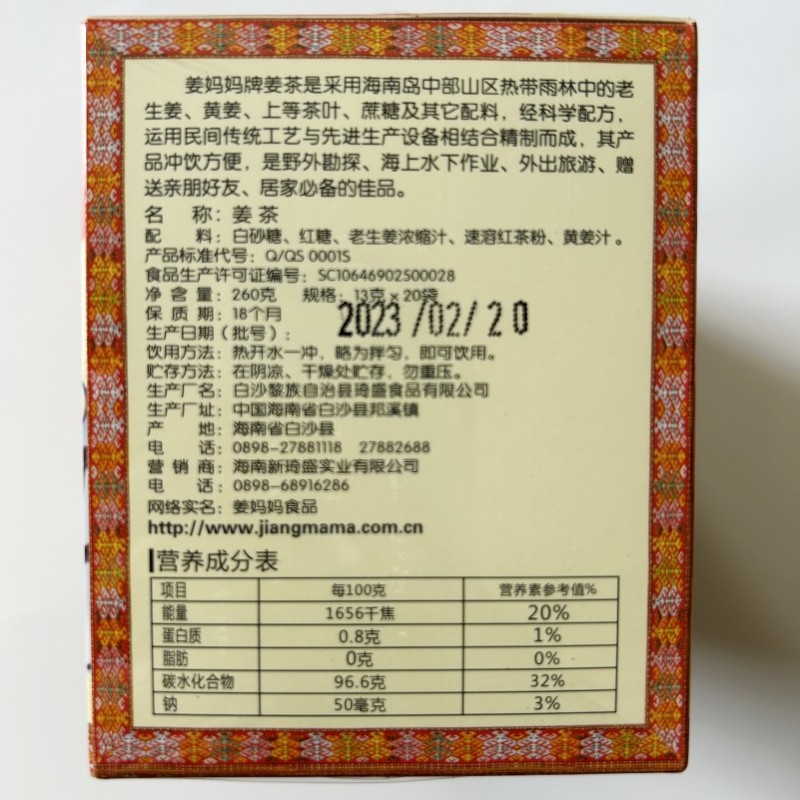 姜妈妈牌姜茶是采用海南岛中部山区热带雨林中的老
生姜、黄姜、上等茶叶、蔗糖及其它配料，经科学配方，
运用民间传统工艺与先进生产设备相结合精制而成，其产
品冲饮方便，是野外勘探、海上水下作业、外出旅游、赠
送亲朋好友、居家必备的佳品。
名 称：姜 茶
配 料：白砂糖、红糖、老生姜浓缩汁、速溶红茶粉、黄姜汁。
产品标准代号：Q/QS 0001S
食品生产许可证编号：SC10646902500028
净 含 量：260克 规格：13克 x 20袋
保 质 期：18个月
生产日期（批号）：
2023/02/20
饮用方法：热开水一冲，略为拌匀，即可饮用。
贮存方法：在阴凉、干燥处贮存，勿重压。
生产厂名：白沙黎族自治县琦盛食品有限公司
生产厂址：中国海南省白沙县邦溪镇
产 地：海南省白沙县
电 话：0898-27881118 27882688
营 销 商：海南新琦盛实业有限公司
电 话：0898-68916286
网络实名：姜妈妈食品
http://www.jiangmama.com.cn
营养成分表
项目 每100克 营养素参考值%
能量 1656千焦 20%
蛋白质 0.8克 1%
脂肪 0克 0%
碳水化合物 96.6克 32%
钠 50毫克 3%